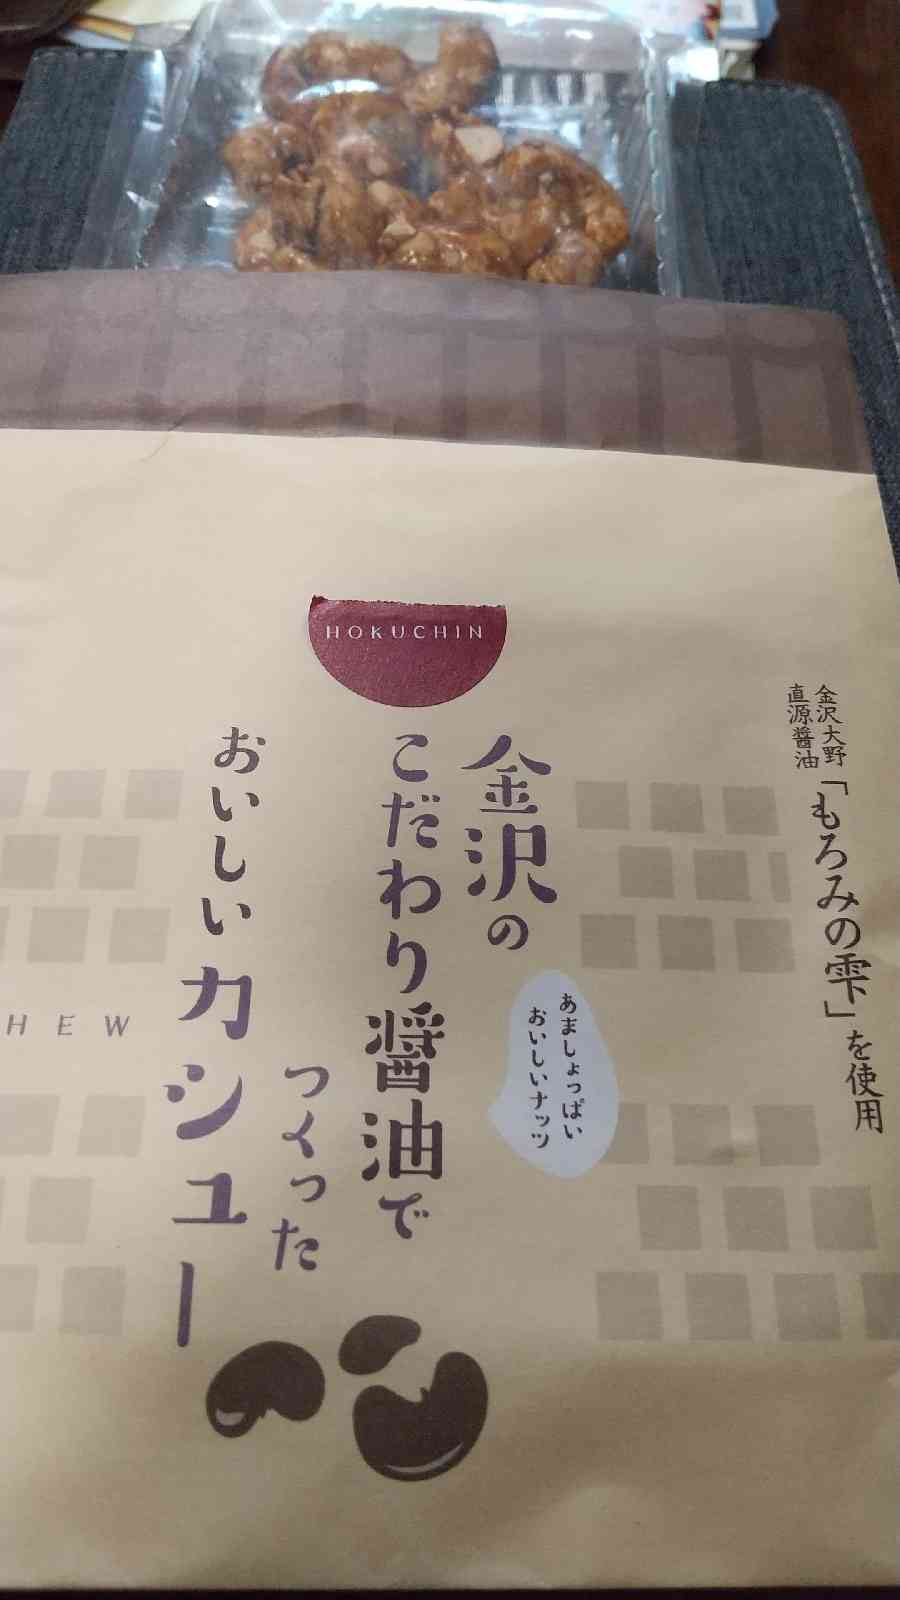 HOKUCHIN
金沢大野
直源醤油
「もろみの雫」を使用
金沢の
こだわり醤油で
つくった
おいしいカシュー
あましょっぱい
おいしいナッツ
HEW